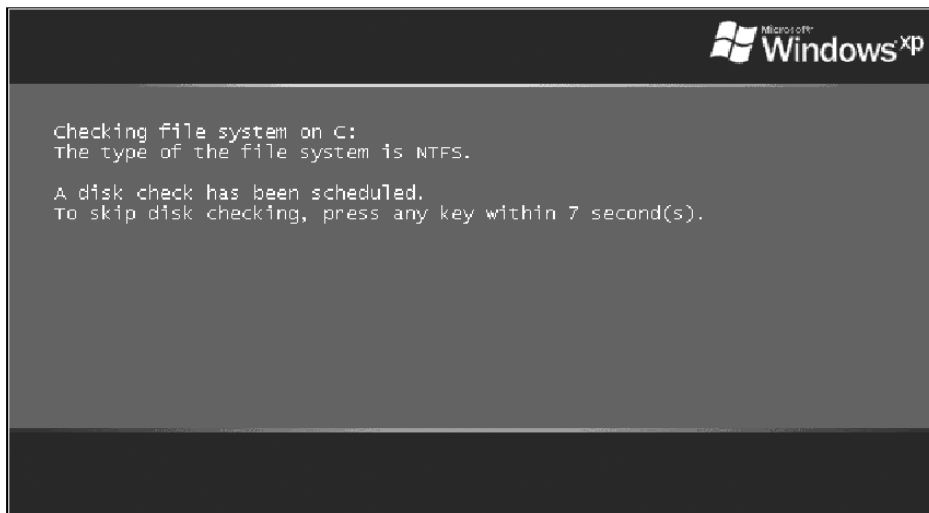 Microsoft
Windows xp
Checking file system on C:
The type of the file system is NTFS.
A disk check has been scheduled.
To skip disk checking, press any key within 7 second(s).